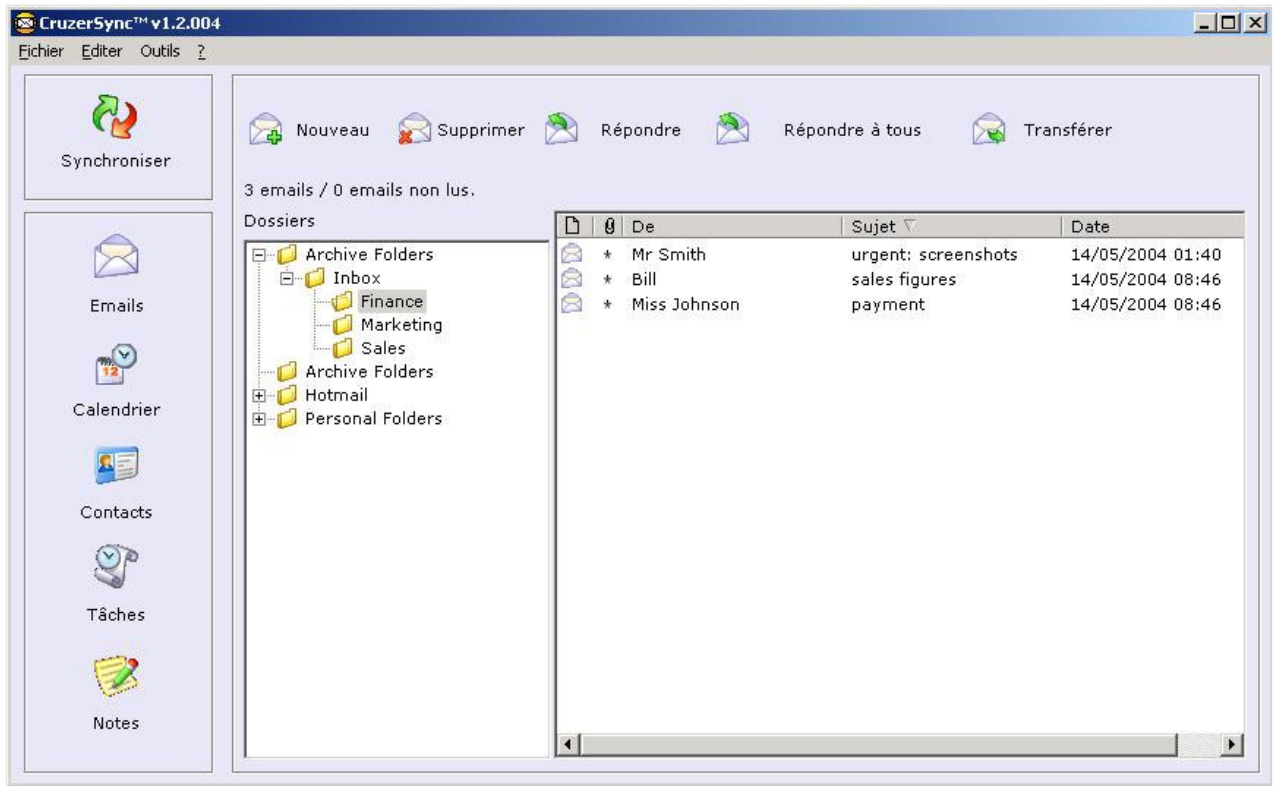 CruzerSync™ v1.2.004
Fichier Editer Outils ?
Synchroniser
Nouveau Supprimer Répondre Répondre à tous Transférer
3 emails / 0 emails non lus.
Dossiers
Archive Folders
Inbox
Finance
Marketing
Sales
Archive Folders
Hotmail
Personal Folders
De Sujet Date
* Mr Smith urgent: screenshots 14/05/2004 01:40
* Bill sales figures 14/05/2004 08:46
* Miss Johnson payment 14/05/2004 08:46
Emails
12
Calendrier
Contacts
Tâches
Notes